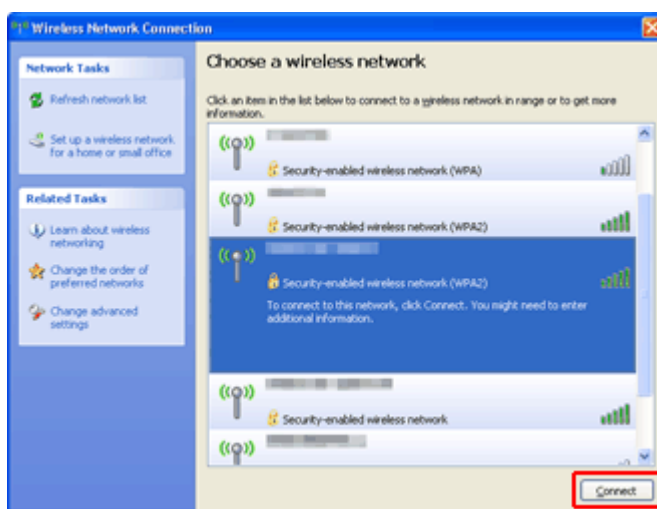 Wireless Network Connection
Network Tasks
Refresh network list
Set up a wireless network
for a home or small office
Related Tasks
Learn about wireless
networking
Change the order of
preferred networks
Change advanced
settings
Choose a wireless network
Click an item in the list below to connect to a wireless network in range or to get more
information.
Security-enabled wireless network (WPA)
Security-enabled wireless network (WPA2)
Security-enabled wireless network (WPA2)
To connect to this network, click Connect. You might need to enter
additional information.
Security-enabled wireless network
Connect